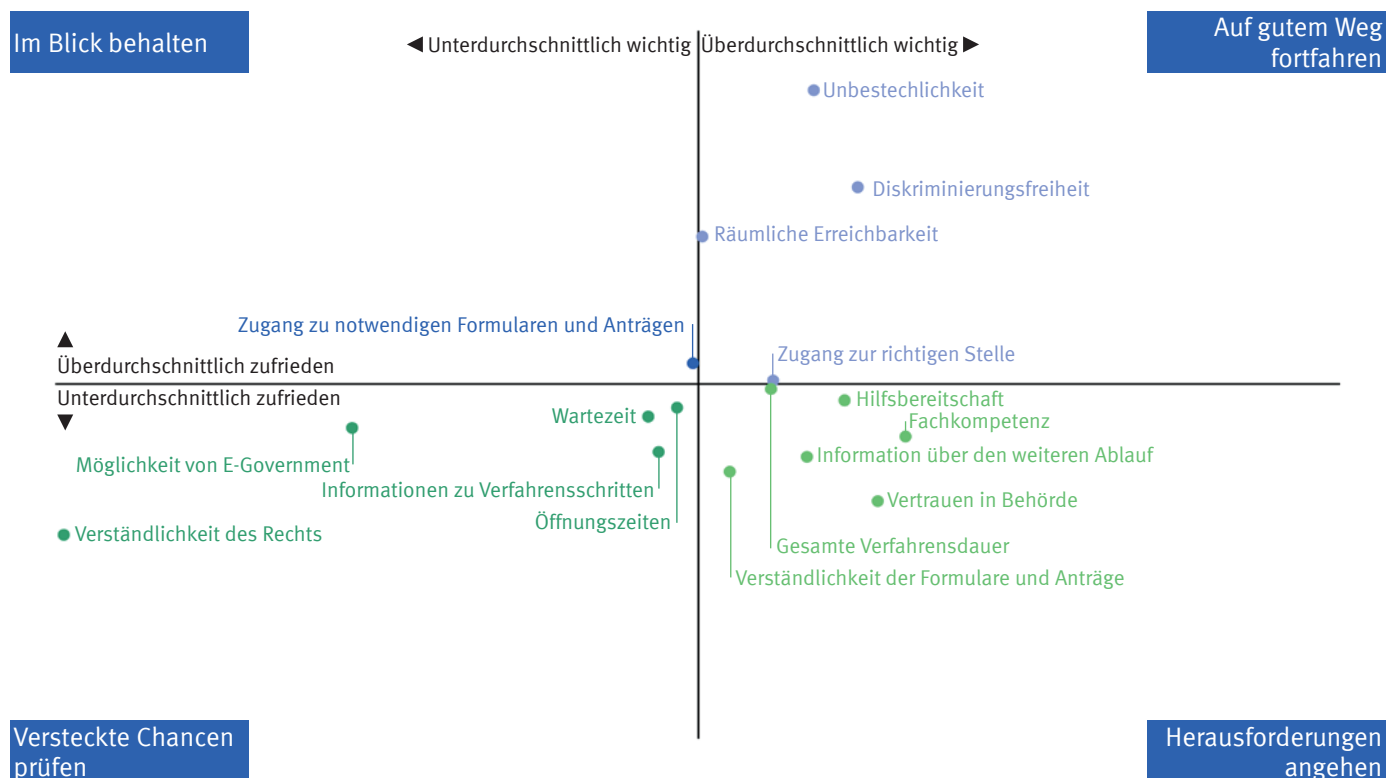 Im Blick behalten
◄ Unterdurchschnittlich wichtig
Überdurchschnittlich wichtig ►
Auf gutem Weg
fortfahren
Unbestechlichkeit
Diskriminierungsfreiheit
Räumliche Erreichbarkeit
Zugang zu notwendigen Formularen und Anträgen
Zugang zur richtigen Stelle
▲
Überdurchschnittlich zufrieden
Unterdurchschnittlich zufrieden
▼
Hilfsbereitschaft
Wartezeit
Fachkompetenz
Information über den weiteren Ablauf
Möglichkeit von E-Government
Informationen zu Verfahrensschritten
Vertrauen in Behörde
Öffnungszeiten
Verständlichkeit des Rechts
Gesamte Verfahrensdauer
Verständlichkeit der Formulare und Anträge
Versteckte Chancen
prüfen
Herausforderungen
angehen